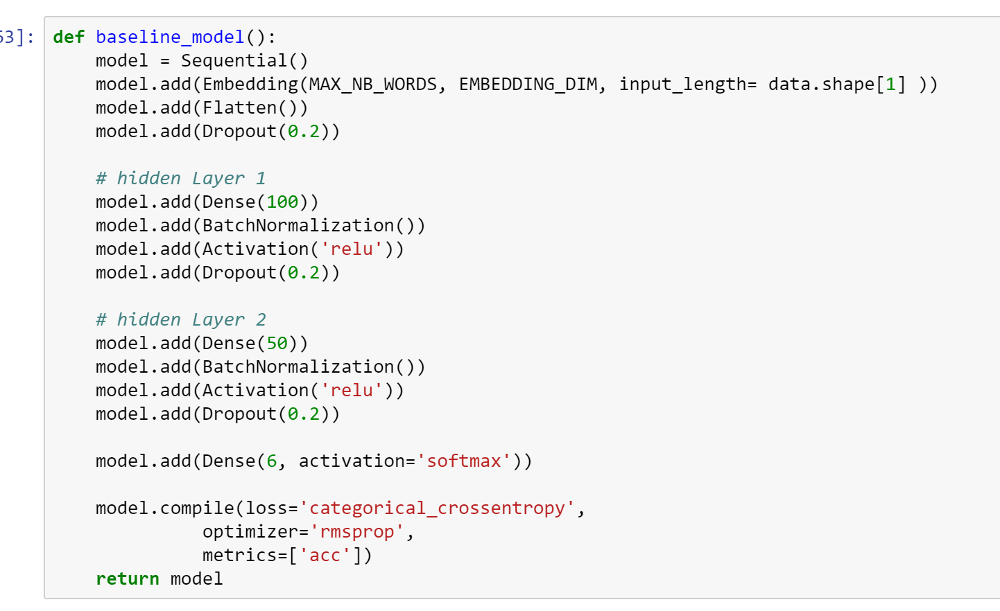 53]:
def baseline_model():
    model = Sequential()
    model.add(Embedding(MAX_NB_WORDS, EMBEDDING_DIM, input_length= data.shape[1] ))
    model.add(Flatten())
    model.add(Dropout(0.2))

    # hidden Layer 1
    model.add(Dense(100))
    model.add(BatchNormalization())
    model.add(Activation('relu'))
    model.add(Dropout(0.2))

    # hidden Layer 2
    model.add(Dense(50))
    model.add(BatchNormalization())
    model.add(Activation('relu'))
    model.add(Dropout(0.2))

    model.add(Dense(6, activation='softmax'))

    model.compile(loss='categorical_crossentropy',
              optimizer='rmsprop',
              metrics=['acc'])
    return model